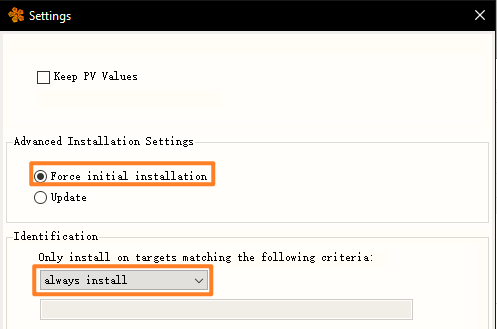 Settings
Keep PV Values
Advanced Installation Settings
Force initial installation
Update
Identification
Only install on targets matching the following criteria:
always install